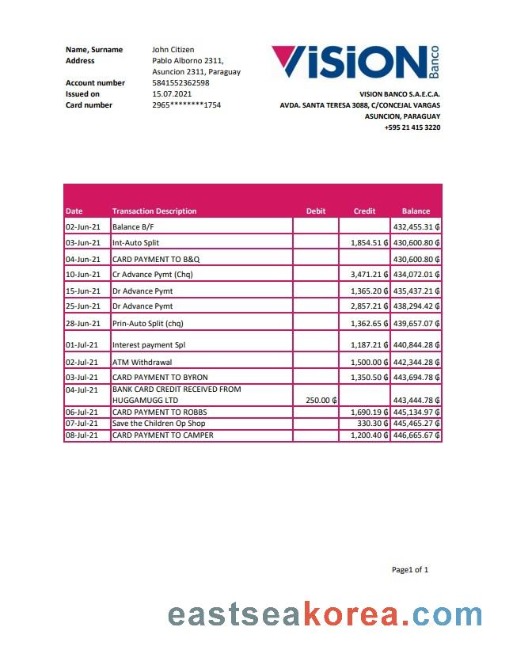 Name, Surname John Citizen
Address Pablo Alborno 2311,
Asuncion 2311, Paraguay
Account number 5841552362598
Issued on 15.07.2021
Card number 2965********1754
ViSiON Banco
VISION BANCO S.A.E.C.A.
AVDA. SANTA TERESA 3088, C/CONCEJAL VARGAS
ASUNCION, PARAGUAY
+595 21 415 3220
Date Transaction Description Debit Credit Balance
02-Jun-21 Balance B/F 432,455.31 ₲
03-Jun-21 Int-Auto Split 1,854.51 ₲ 430,600.80 ₲
04-Jun-21 CARD PAYMENT TO B&Q 430,600.80 ₲
10-Jun-21 Cr Advance Pymt (Chq) 3,471.21 ₲ 434,072.01 ₲
15-Jun-21 Dr Advance Pymt 1,365.20 ₲ 435,437.21 ₲
25-Jun-21 Dr Advance Pymt 2,857.21 ₲ 438,294.42 ₲
28-Jun-21 Prin-Auto Split (chq) 1,362.65 ₲ 439,657.07 ₲
01-Jul-21 Interest payment Spl 1,187.21 ₲ 440,844.28 ₲
02-Jul-21 ATM Withdrawal 1,500.00 ₲ 442,344.28 ₲
03-Jul-21 CARD PAYMENT TO BYRON 1,350.50 ₲ 443,694.78 ₲
04-Jul-21 BANK CARD CREDIT RECEIVED FROM
HUGGAMUGG LTD 250.00 ₲ 443,444.78 ₲
06-Jul-21 CARD PAYMENT TO ROBBS 1,690.19 ₲ 445,134.97 ₲
07-Jul-21 Save the Children Op Shop 330.30 ₲ 445,465.27 ₲
08-Jul-21 CARD PAYMENT TO CAMPER 1,200.40 ₲ 446,665.67 ₲
Page1 of 1
eastseakorea.com